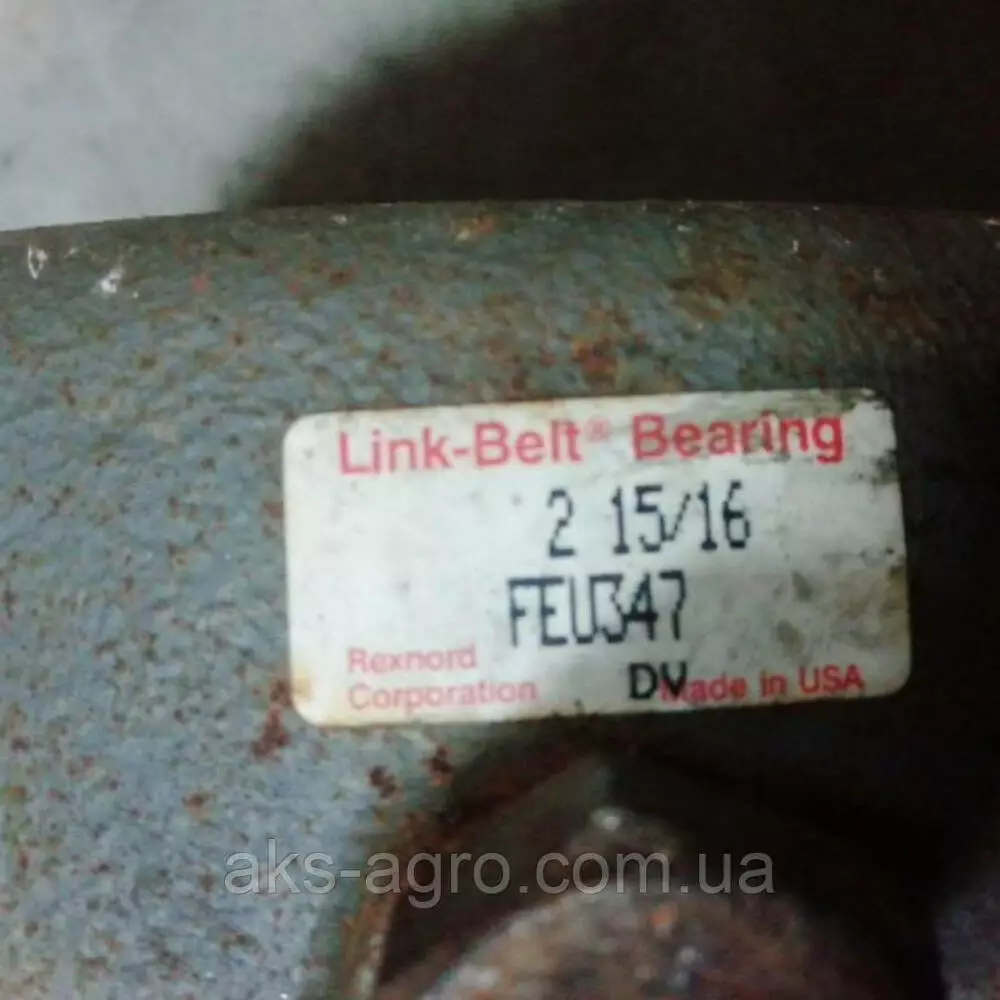 Link-Belt® Bearing
2 15/16
FEU347
Rexnord
Corporation DV Made in USA
aks-agro.com.ua